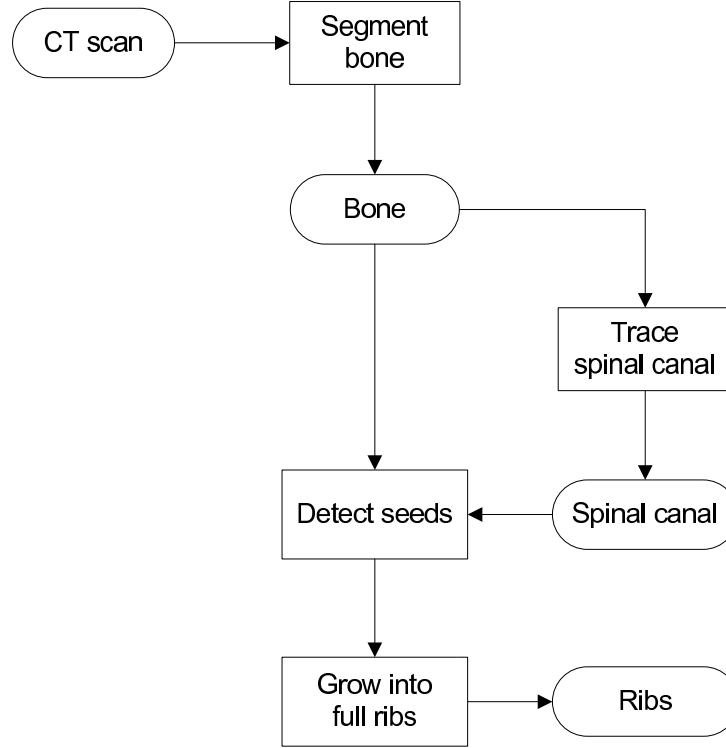 CT scan
Segment
bone
Bone
Trace
spinal canal
Detect seeds
Spinal canal
Grow into
full ribs
Ribs